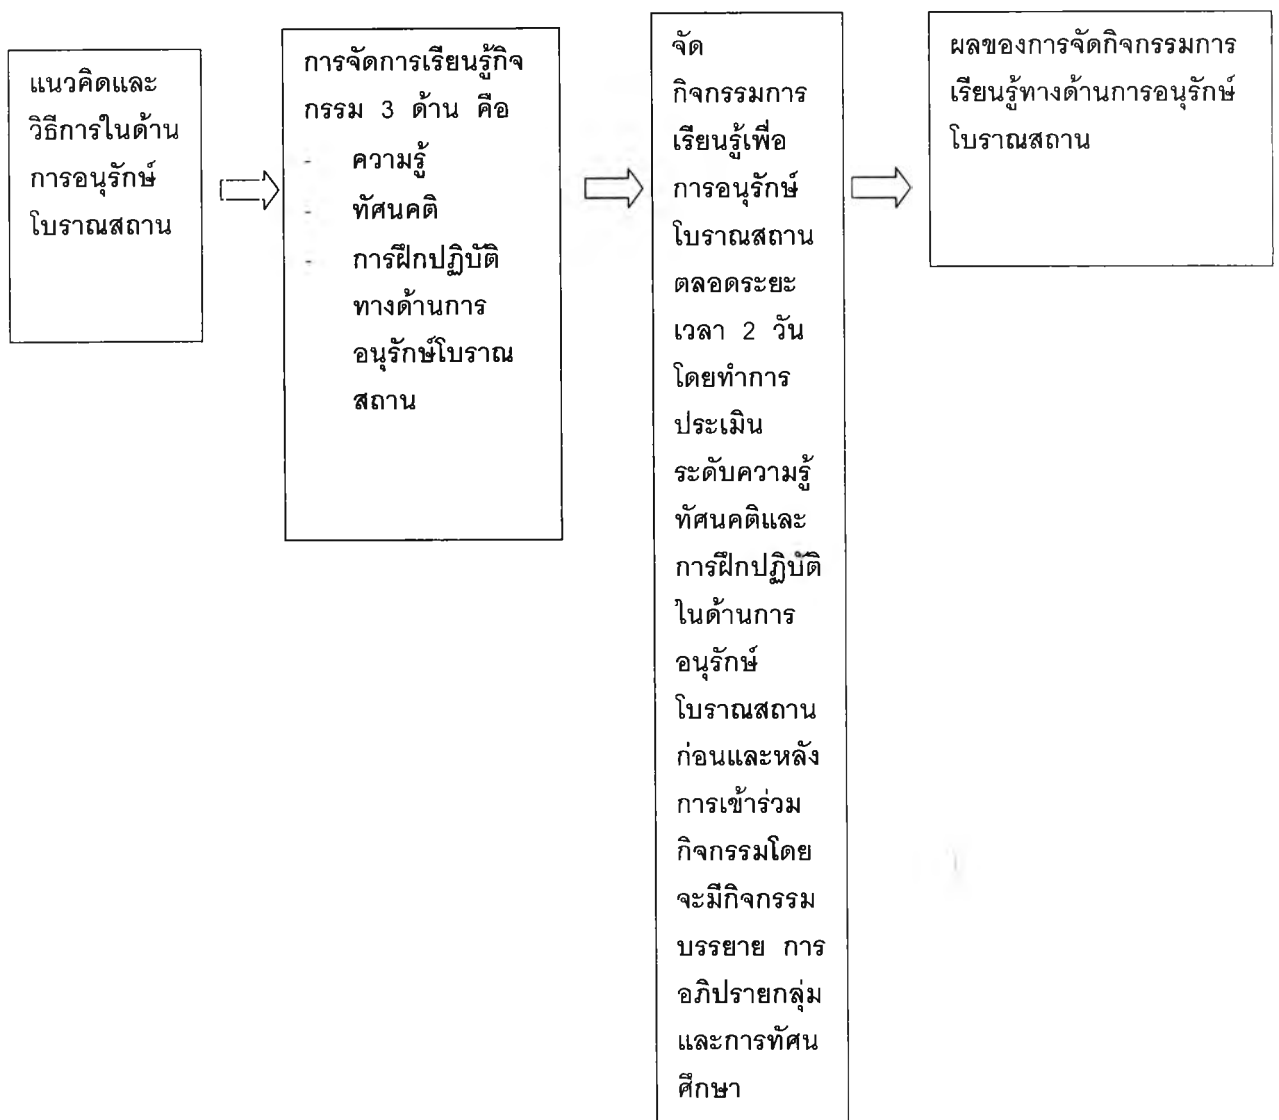 แนวคิดและ
วิธีการในด้าน
การอนุรักษ์
โบราณสถาน
การจัดการเรียนรู้กิจ
กรรม 3 ด้าน คือ
- ความรู้
- ทัศนคติ
- การฝึกปฏิบัติ
ทางด้านการ
อนุรักษ์โบราณ
สถาน
จัด
กิจกรรมการ
เรียนรู้เพื่อ
การอนุรักษ์
โบราณสถาน
ตลอดระยะ
เวลา 2 วัน
โดยทำการ
ประเมิน
ระดับความรู้
ทัศนคติและ
การฝึกปฏิบัติ
ในด้านการ
อนุรักษ์
โบราณสถาน
ก่อนและหลัง
การเข้าร่วม
กิจกรรมโดย
จะมีกิจกรรม
บรรยาย การ
อภิปรายกลุ่ม
และการทัศน
ศึกษา
ผลของการจัดกิจกรรมการ
เรียนรู้ทางด้านการอนุรักษ์
โบราณสถาน